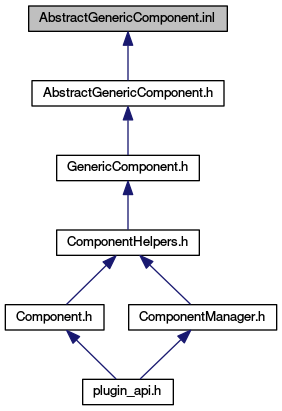 AbstractGenericComponent.inl
AbstractGenericComponent.h
GenericComponent.h
ComponentHelpers.h
Component.h
ComponentManager.h
plugin_api.h